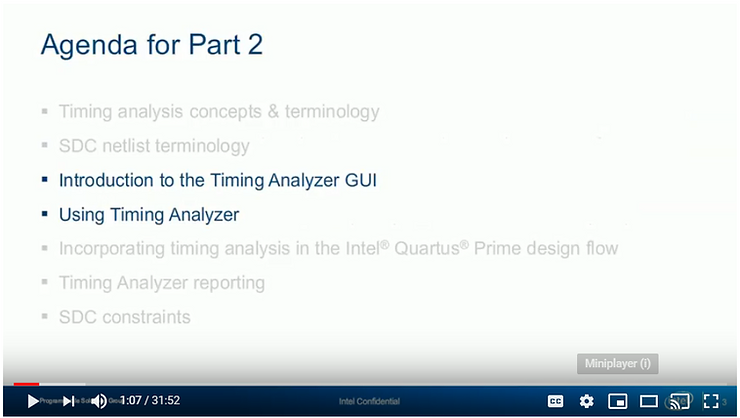 Agenda for Part 2
▪ Timing analysis concepts & terminology
▪ SDC netlist terminology
▪ Introduction to the Timing Analyzer GUI
▪ Using Timing Analyzer
▪ Incorporating timing analysis in the Intel® Quartus® Prime design flow
▪ Timing Analyzer reporting
▪ SDC constraints
Miniplayer (i)
1:07 / 31:52
Intel Confidential
CC
3